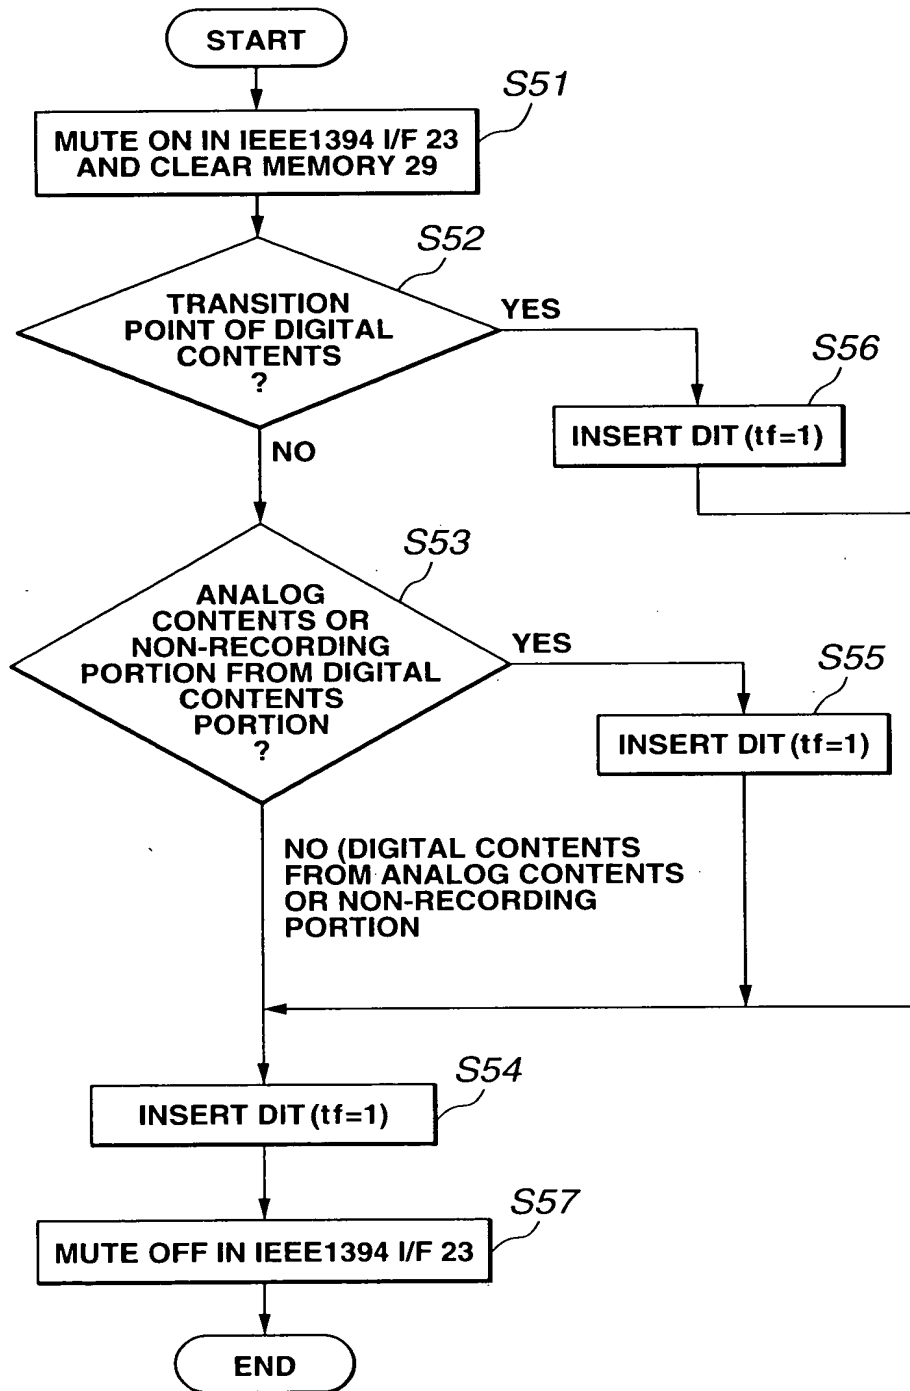 START
S51
MUTE ON IN IEEE1394 I/F 23
AND CLEAR MEMORY 29
S52
TRANSITION
POINT OF DIGITAL
CONTENTS
?
YES
S56
INSERT DIT (tf=1)
NO
S53
ANALOG
CONTENTS OR
NON-RECORDING
PORTION FROM DIGITAL
CONTENTS
PORTION
?
YES
S55
INSERT DIT (tf=1)
NO (DIGITAL CONTENTS
FROM ANALOG CONTENTS
OR NON-RECORDING
PORTION
S54
INSERT DIT (tf=1)
S57
MUTE OFF IN IEEE1394 I/F 23
END